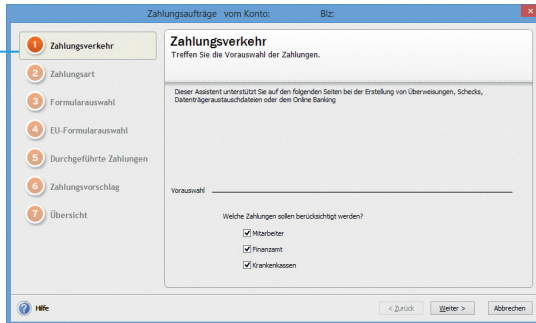 Zahlungsaufträge vom Konto: Blz:
1 Zahlungsverkehr
2 Zahlungsart
3 Formularauswahl
4 EU-Formularauswahl
5 Durchgeführte Zahlungen
6 Zahlungsvorschlag
7 Übersicht
Zahlungsverkehr
Treffen Sie die Vorauswahl der Zahlungen.
Dieser Assistent unterstützt Sie auf den folgenden Seiten bei der Erstellung von Überweisungen, Schecks,
Datenträgeraustauschdateien oder dem Online Banking
Vorauswahl
Welche Zahlungen sollen berücksichtigt werden?
Mitarbeiter
Finanzamt
Krankenkassen
? Hilfe
< Zurück Weiter > Abbrechen